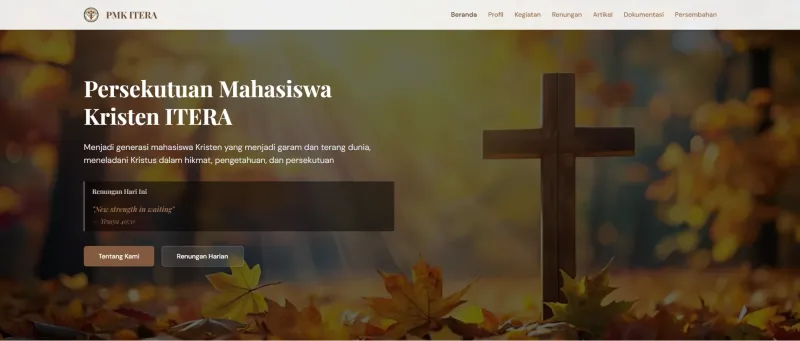 PMK ITERA
Beranda Profil Kegiatan Renungan Artikel Dokumentasi Persembahan
Persekutuan Mahasiswa
Kristen ITERA
Menjadi generasi mahasiswa Kristen yang menjadi garam dan terang dunia,
meneladani Kristus dalam hikmat, pengetahuan, dan persekutuan
Renungan Hari Ini
"New strength in waiting"
— Yesaya 40:31
Tentang Kami Renungan Harian